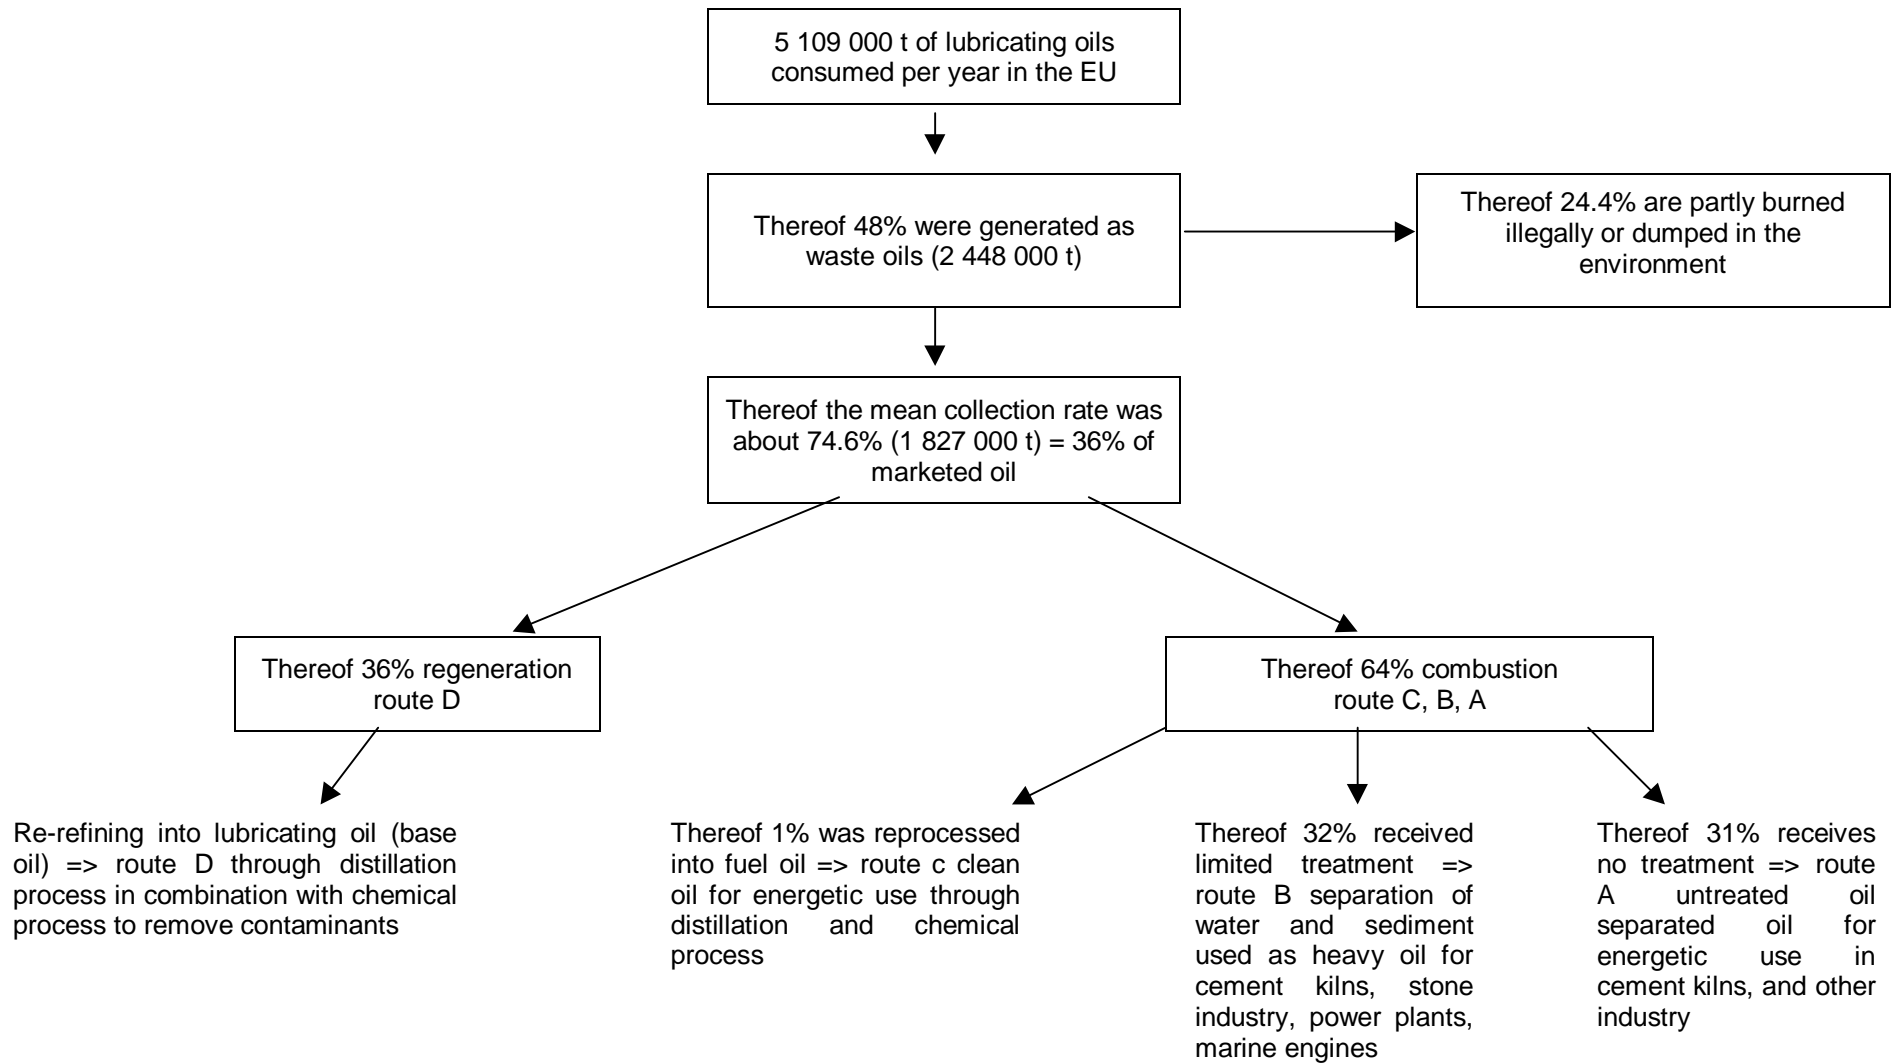 5 109 000 t of lubricating oils
consumed per year in the EU
Thereof 48% were generated as
waste oils (2 448 000 t)
Thereof 24.4% are partly burned
illegally or dumped in the
environment
Thereof the mean collection rate was
about 74.6% (1 827 000 t) = 36% of
marketed oil
Thereof 36% regeneration
route D
Thereof 64% combustion
route C, B, A
Re-refining into lubricating oil (base
oil) => route D through distillation
process in combination with chemical
process to remove contaminants
Thereof 1% was reprocessed
into fuel oil => route c clean
oil for energetic use through
distillation and chemical
process
Thereof 32% received
limited treatment =>
route B separation of
water and sediment
used as heavy oil for
cement kilns, stone
industry, power plants,
marine engines
Thereof 31% receives
no treatment => route
A untreated oil
separated oil for
energetic use in
cement kilns, and other
industry